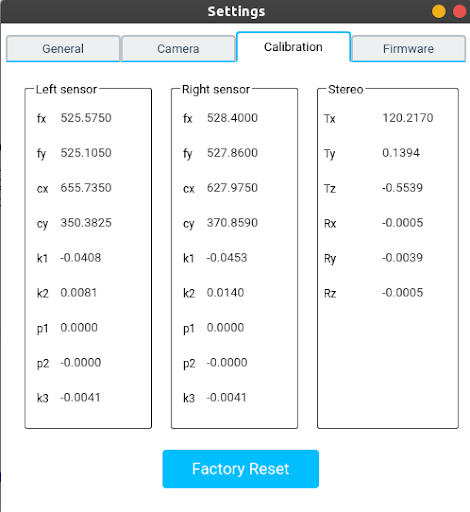 Settings
General Camera Calibration Firmware
Left sensor
fx 525.5750
fy 525.1050
cx 655.7350
cy 350.3825
k1 -0.0408
k2 0.0081
p1 0.0000
p2 -0.0000
k3 -0.0041
Right sensor
fx 528.4000
fy 527.8600
cx 627.9750
cy 370.8590
k1 -0.0453
k2 0.0140
p1 0.0000
p2 -0.0000
k3 -0.0041
Stereo
Tx 120.2170
Ty 0.1394
Tz -0.5539
Rx -0.0005
Ry -0.0039
Rz -0.0005
Factory Reset